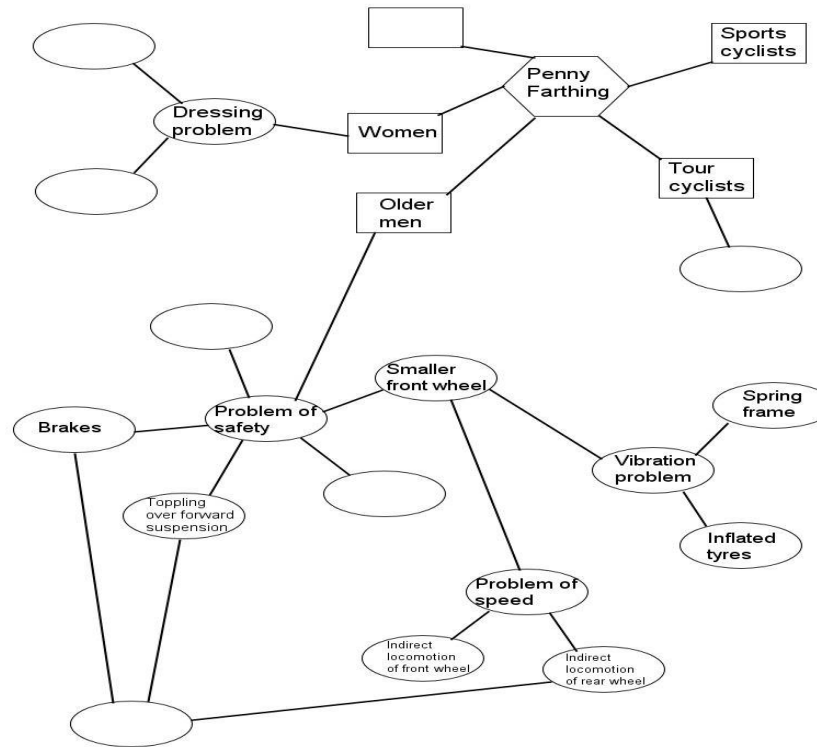 Sports
cyclists
Penny
Farthing
Dressing
problem
Women
Tour
cyclists
Older
men
Smaller
front wheel
Spring
frame
Problem of
safety
Brakes
Vibration
problem
Toppling
over forward
suspension
Inflated
tyres
Problem of
speed
Indirect
locomotion
of front wheel
Indirect
locomotion
of rear wheel